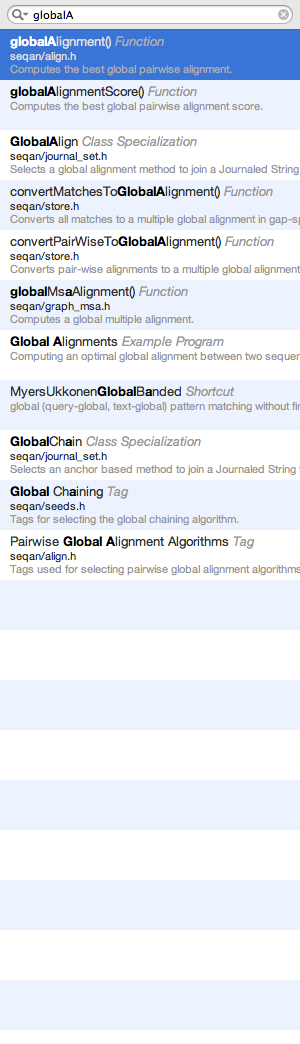 globalA
globalAlignment() Function
seqan/align.h
Computes the best global pairwise alignment.
globalAlignmentScore() Function
Computes the best global pairwise alignment score.
GlobalAlign Class Specialization
seqan/journal_set.h
Selects a global alignment method to join a Journaled String
convertMatchesToGlobalAlignment() Function
seqan/store.h
Converts all matches to a multiple global alignment in gap-sp
convertPairWiseToGlobalAlignment() Function
seqan/store.h
Converts pair-wise alignments to a multiple global alignment
globalMsaAlignment() Function
seqan/graph_msa.h
Computes a global multiple alignment.
Global Alignments Example Program
Computing an optimal global alignment between two sequen
MyersUkkonenGlobalBanded Shortcut
global (query-global, text-global) pattern matching without fin
GlobalChain Class Specialization
seqan/journal_set.h
Selects an anchor based method to join a Journaled String
Global Chaining Tag
seqan/seeds.h
Tags for selecting the global chaining algorithm.
Pairwise Global Alignment Algorithms Tag
seqan/align.h
Tags used for selecting pairwise global alignment algorithms